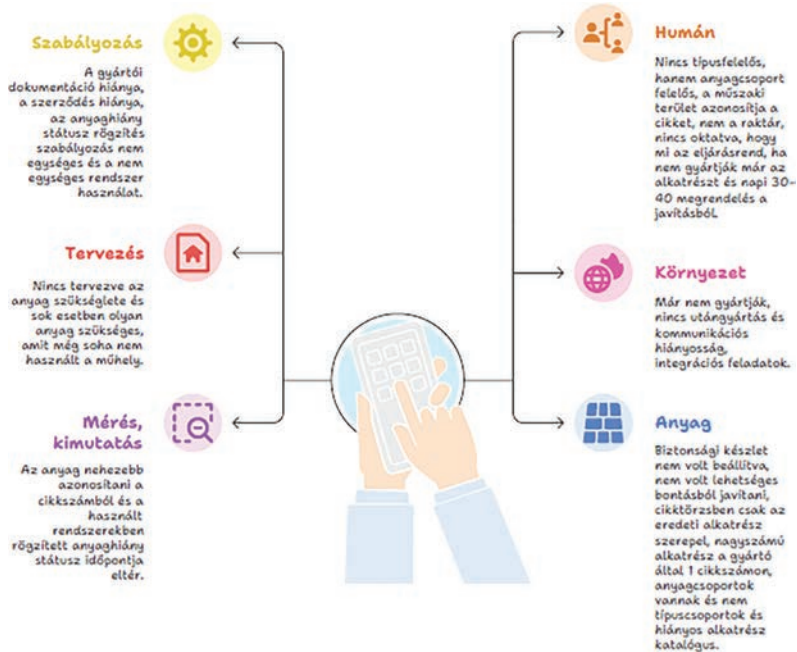 Szabályozás
A gyártói
dokumentáció hiánya,
a szerződés hiánya,
az anyaghiány
státusz rögzítés
szabályozás nem
egységes és a nem
egységes rendszer
használat.
Tervezés
Nincs tervezve az
anyag szükséglete és
sok esetben olyan
anyag szükséges,
amit még soha nem
használt a műhely.
Mérés,
kimutatás
Az anyag nehezebb
azonosítani a
cikkszámból és a
használt
rendszerekben
rögzített anyaghiány
státusz időpontja
eltér.
Humán
Nincs típusfelelős,
hanem anyagcsoport
felelős, a műszaki
terület azonosítja a
cikket, nem a raktár,
nincs oktatva, hogy
mi az eljárásrend, ha
nem gyártják már az
alkatrészt és napi 30-
40 megrendelés a
javításból.
Környezet
Már nem gyártják,
nincs utángyártás és
kommunikációs
hiányosság,
integrációs feladatok.
Anyag
Biztonsági készlet
nem volt beállítva,
nem volt lehetséges
bontásból javítani,
cikktörzsben csak az
eredeti alkatrész
szerepel, nagyszámú
alkatrész a gyártó
által 1 cikkszámon,
anyagcsoportok
vannak és nem
típuscsoportok és
hiányos alkatrész
katalógus.